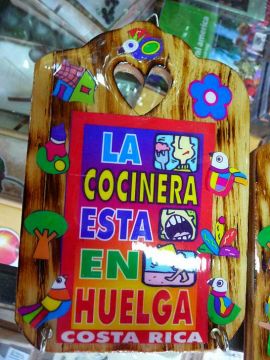 LA
COCINERA
ESTA
EN
HUELGA
COSTA RICA